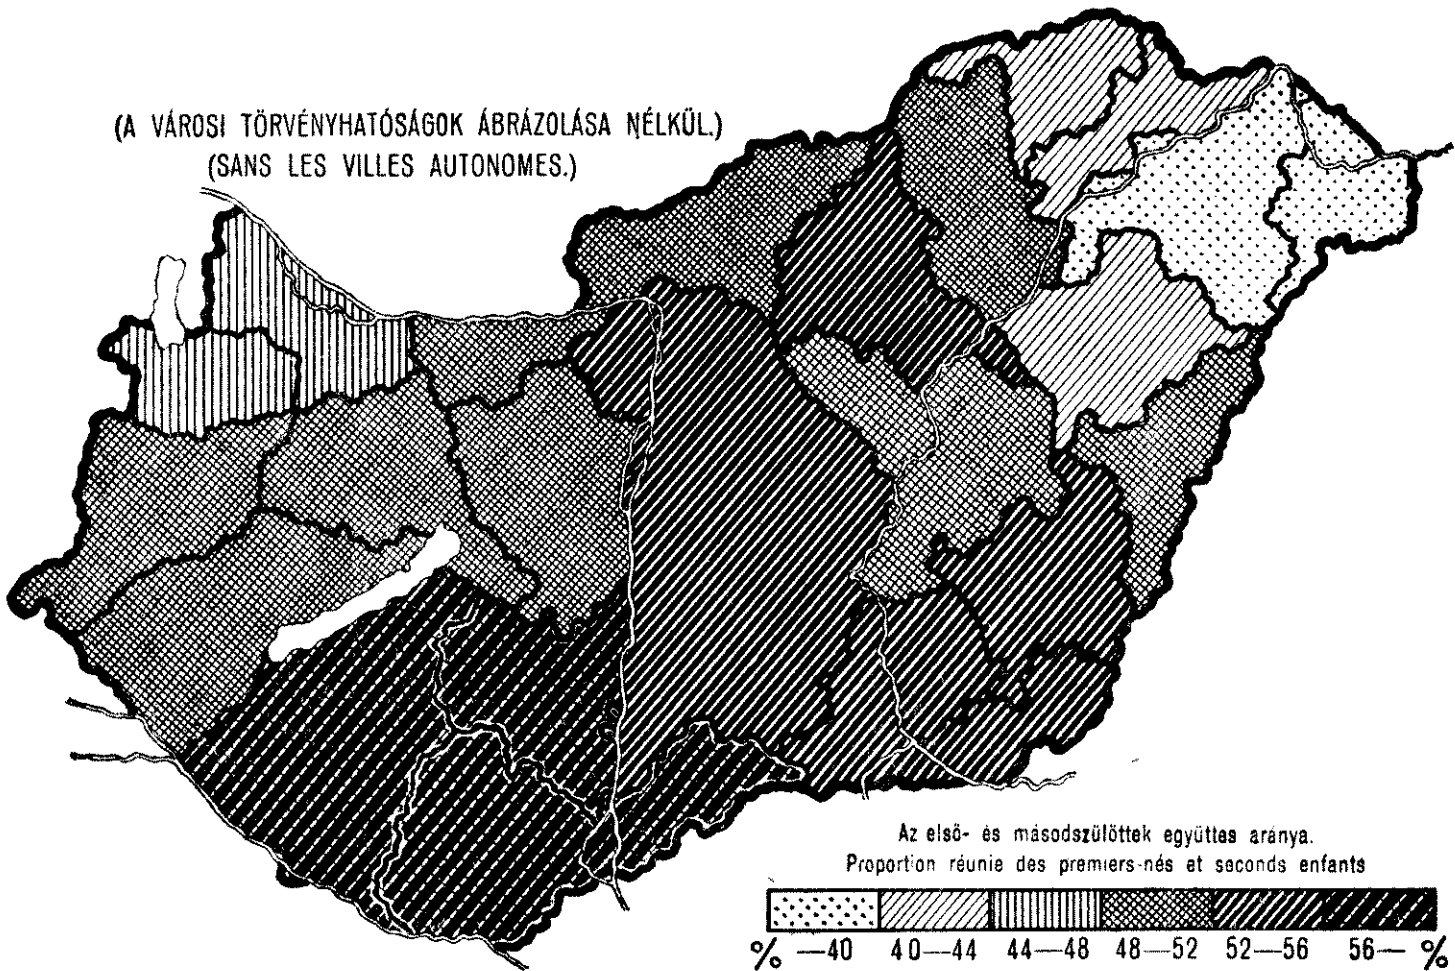 (A VÁROSI TÖRVÉNYHATÓSÁGOK ÁBRÁZOLÁSA NÉLKÜL.)
(SANS LES VILLES AUTONOMES.)
Az első- és másodszülöttek együttes aránya.
Proportion réunie des premiers-nés et seconds enfants
% —40 40—44 44—48 48—52 52—56 56— %